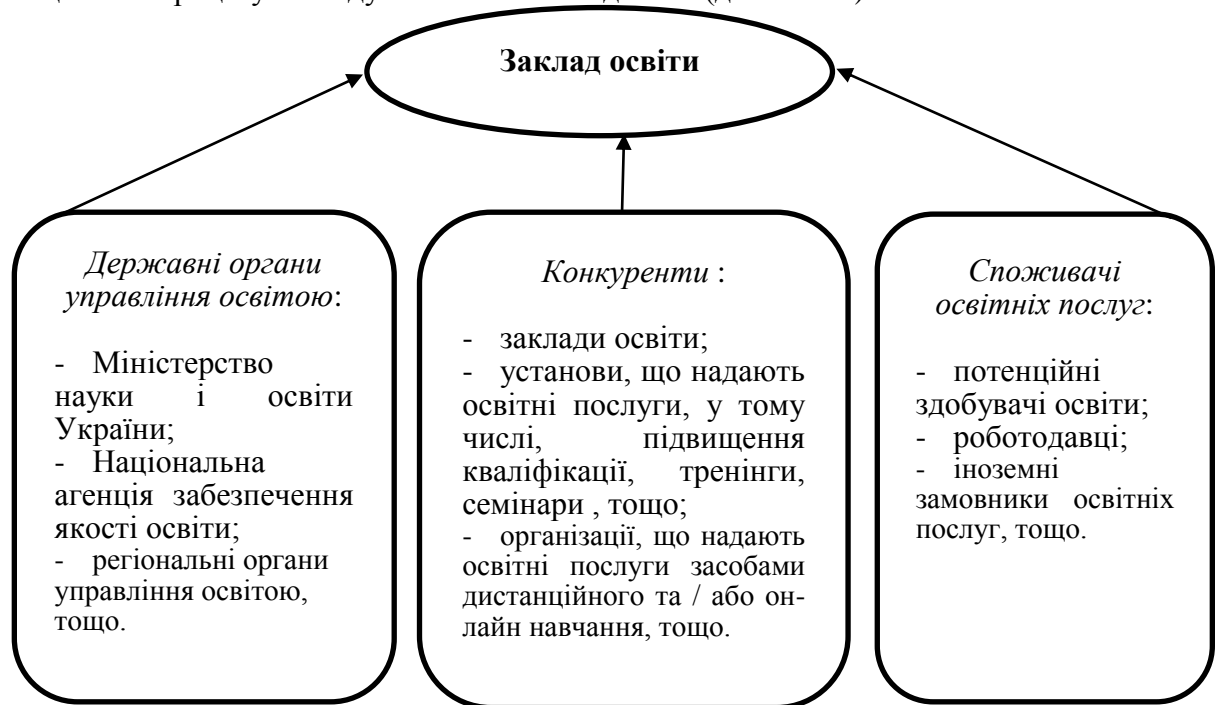 Заклад освіти
Державні органи
управління освітою:
- Міністерство
науки і освіти
України;
- Національна
агенція забезпечення
якості освіти;
- регіональні органи
управління освітою,
тощо.
Конкуренти :
- заклади освіти;
- установи, що надають
освітні послуги, у тому
числі, підвищення
кваліфікації, тренінги,
семінари , тощо;
- організації, що надають
освітні послуги засобами
дистанційного та / або он-
лайн навчання, тощо.
Споживачі
освітніх послуг:
- потенційні
здобувачі освіти;
- роботодавці;
- іноземні
замовники освітніх
послуг, тощо.